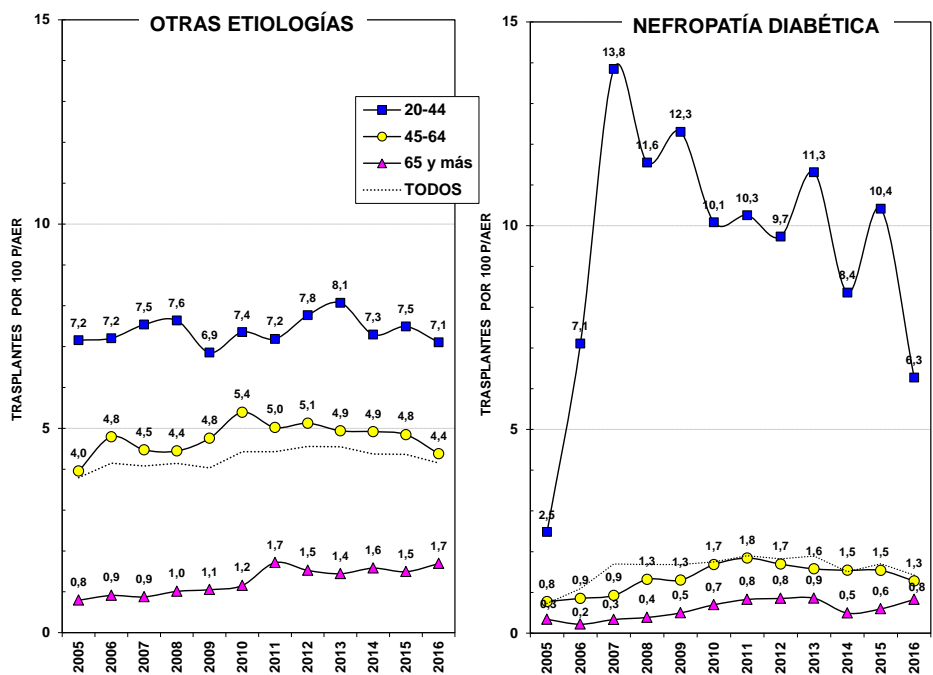 OTRAS ETIOLOGÍAS
NEFROPATÍA DIABÉTICA
TRASPLANTES POR 100 P/AER
15
10
5
0
20-44
45-64
65 y más
TODOS
7,2 7,2 7,5 7,6 6,9 7,4 7,2 7,8 8,1 7,3 7,5 7,1
4,0 4,8 4,5 4,4 4,8 5,4 5,0 5,1 4,9 4,9 4,8 4,4
0,8 0,9 0,9 1,0 1,1 1,2 1,7 1,5 1,4 1,6 1,5 1,7
2005 2006 2007 2008 2009 2010 2011 2012 2013 2014 2015 2016
TRASPLANTES POR 100 P/AER
15
10
5
0
2,5 7,1 13,8 11,6 12,3 10,1 10,3 9,7 11,3 8,4 10,4 6,3
0,8 0,9 0,9 1,3 1,3 1,7 1,8 1,7 1,6 1,5 1,5 1,3
0,3 0,2 0,3 0,4 0,5 0,7 0,8 0,8 0,9 0,5 0,6 0,8
2005 2006 2007 2008 2009 2010 2011 2012 2013 2014 2015 2016